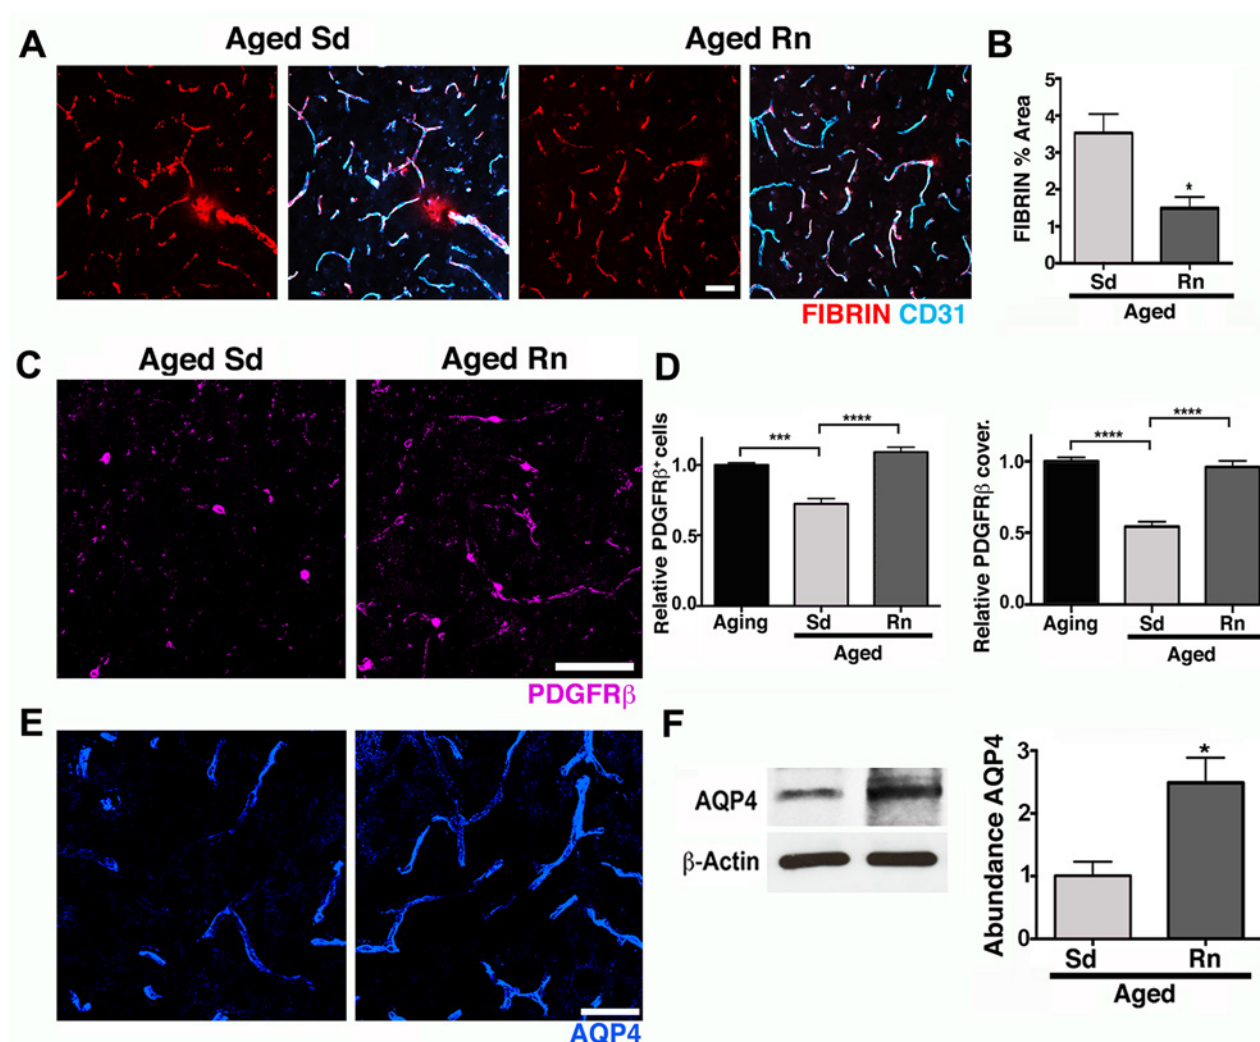 A
Aged Sd
Aged Rn
FIBRIN CD31
B
FIBRIN % Area
5
4
3
2
1
0
*
Sd
Rn
Aged
C
Aged Sd
Aged Rn
PDGFRβ
D
Relative PDGFRβ⁺ cells
1.0
0.5
0.0
***
****
Aging
Sd
Rn
Aged
Relative PDGFRβ cover.
1.0
0.5
0.0
****
****
Aging
Sd
Rn
Aged
E
AQP4
F
AQP4
β-Actin
Abundance AQP4
3
2
1
0
*
Sd
Rn
Aged